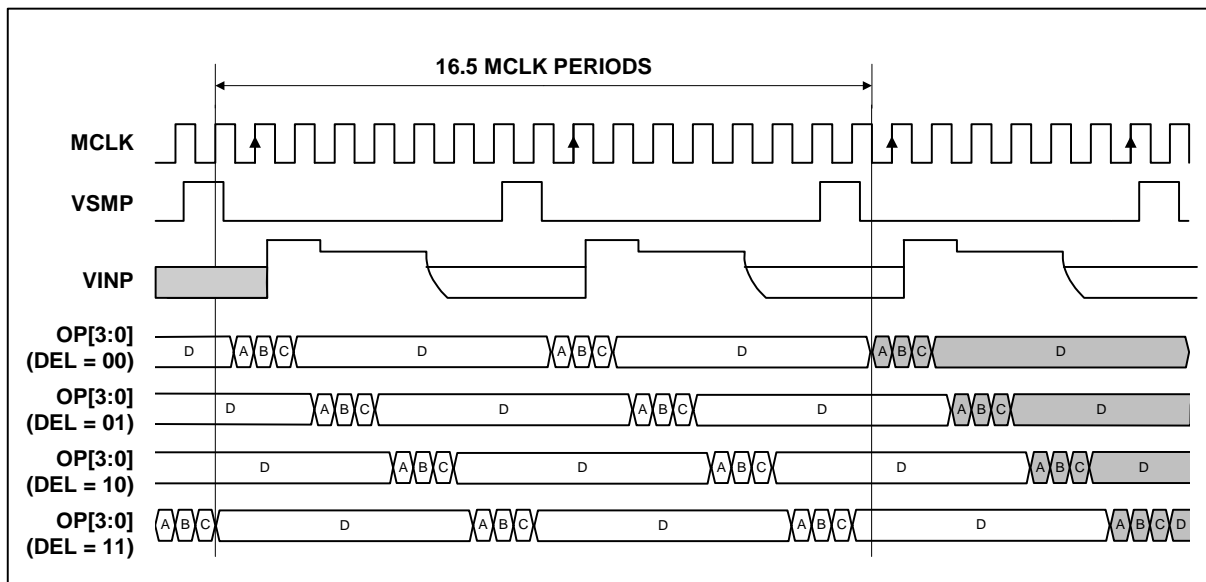 16.5 MCLK PERIODS
MCLK
VSMP
VINP
OP[3:0]
(DEL = 00)
D A B C D A B C D A B C D
OP[3:0]
(DEL = 01)
D A B C D A B C D A B C D
OP[3:0]
(DEL = 10)
D A B C D A B C D A B C D
OP[3:0]
(DEL = 11)
A B C D A B C D A B C D A B C D